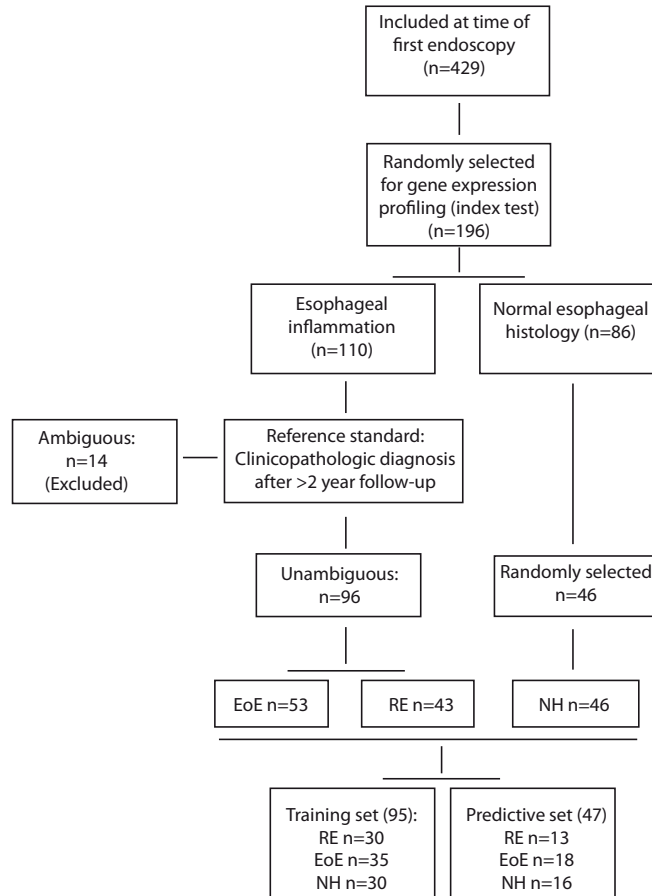 Included at time of
first endoscopy
(n=429)
Randomly selected
for gene expression
profiling (index test)
(n=196)
Esophageal
inflammation
(n=110)
Normal esophageal
histology (n=86)
Ambiguous:
n=14
(Excluded)
Reference standard:
Clinicopathologic diagnosis
after >2 year follow-up
Unambiguous:
n=96
Randomly selected
n=46
EoE n=53
RE n=43
NH n=46
Training set (95):
RE n=30
EoE n=35
NH n=30
Predictive set (47)
RE n=13
EoE n=18
NH n=16